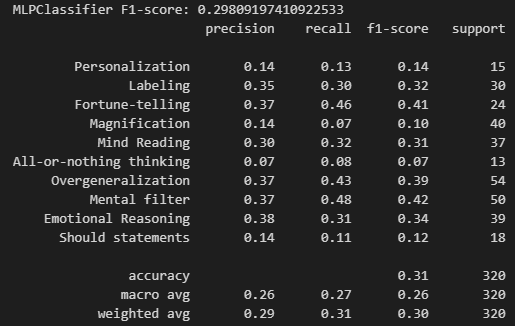 MLPClassifier F1-score: 0.29809197410922533
precision recall f1-score support
Personalization 0.14 0.13 0.14 15
Labeling 0.35 0.30 0.32 30
Fortune-telling 0.37 0.46 0.41 24
Magnification 0.14 0.07 0.10 40
Mind Reading 0.30 0.32 0.31 37
All-or-nothing thinking 0.07 0.08 0.07 13
Overgeneralization 0.37 0.43 0.39 54
Mental filter 0.37 0.48 0.42 50
Emotional Reasoning 0.38 0.31 0.34 39
Should statements 0.14 0.11 0.12 18
accuracy 0.31 320
macro avg 0.26 0.27 0.26 320
weighted avg 0.29 0.31 0.30 320